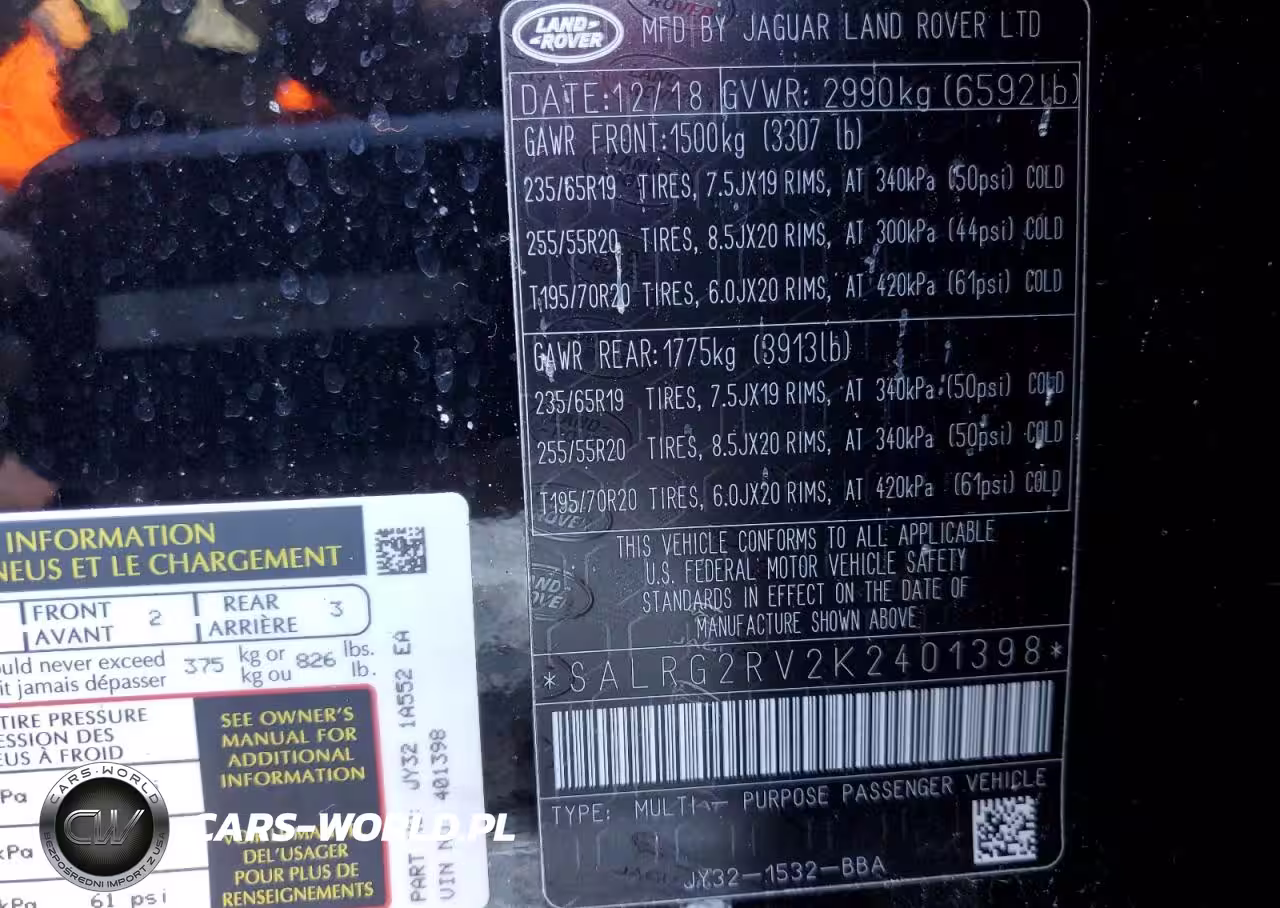 LAND-ROVER MFD BY JAGUAR LAND ROVER LTD
DATE:12/18 GVWR: 2990kg (6592lb)
GAWR FRONT:1500kg (3307 lb)
235/65R19 TIRES, 7.5JX19 RIMS, AT 340kPa (50psi) COLD
255/55R20 TIRES, 8.5JX20 RIMS, AT 300kPa (44psi) COLD
T195/70R20 TIRES, 6.0JX20 RIMS, AT 420kPa (61psi) COLD
GAWR REAR:1775kg (3913lb)
235/65R19 TIRES, 7.5JX19 RIMS, AT 340kPa (50psi) COLD
255/55R20 TIRES, 8.5JX20 RIMS, AT 340kPa (50psi) COLD
T195/70R20 TIRES, 6.0JX20 RIMS, AT 420kPa (61psi) COLD
THIS VEHICLE CONFORMS TO ALL APPLICABLE
U.S. FEDERAL MOTOR VEHICLE SAFETY
STANDARDS IN EFFECT ON THE DATE OF
MANUFACTURE SHOWN ABOVE
*SALRG2RV2K2401398*
TYPE: MULTI PURPOSE PASSENGER VEHICLE
JY32-1532-BBA
INFORMATION
NEUS ET LE CHARGEMENT
FRONT 2 REAR 3
AVANT ARRIÈRE
ould never exceed 375 kg or 826 lbs.
it jamais dépasser kg ou lb.
TIRE PRESSURE
ESSION DES
EUS À FROID
SEE OWNER'S
MANUAL FOR
ADDITIONAL
INFORMATION
kPa
kPa
kPa 61 psi
DEL'USAGER
POUR PLUS DE
RENSEIGNEMENTS
PART JY32 1A552 EA
VIN 401398
CARS-WORLD
CW
BEZPOŚREDNI IMPORT Z USA
CARS-WORLD.PL